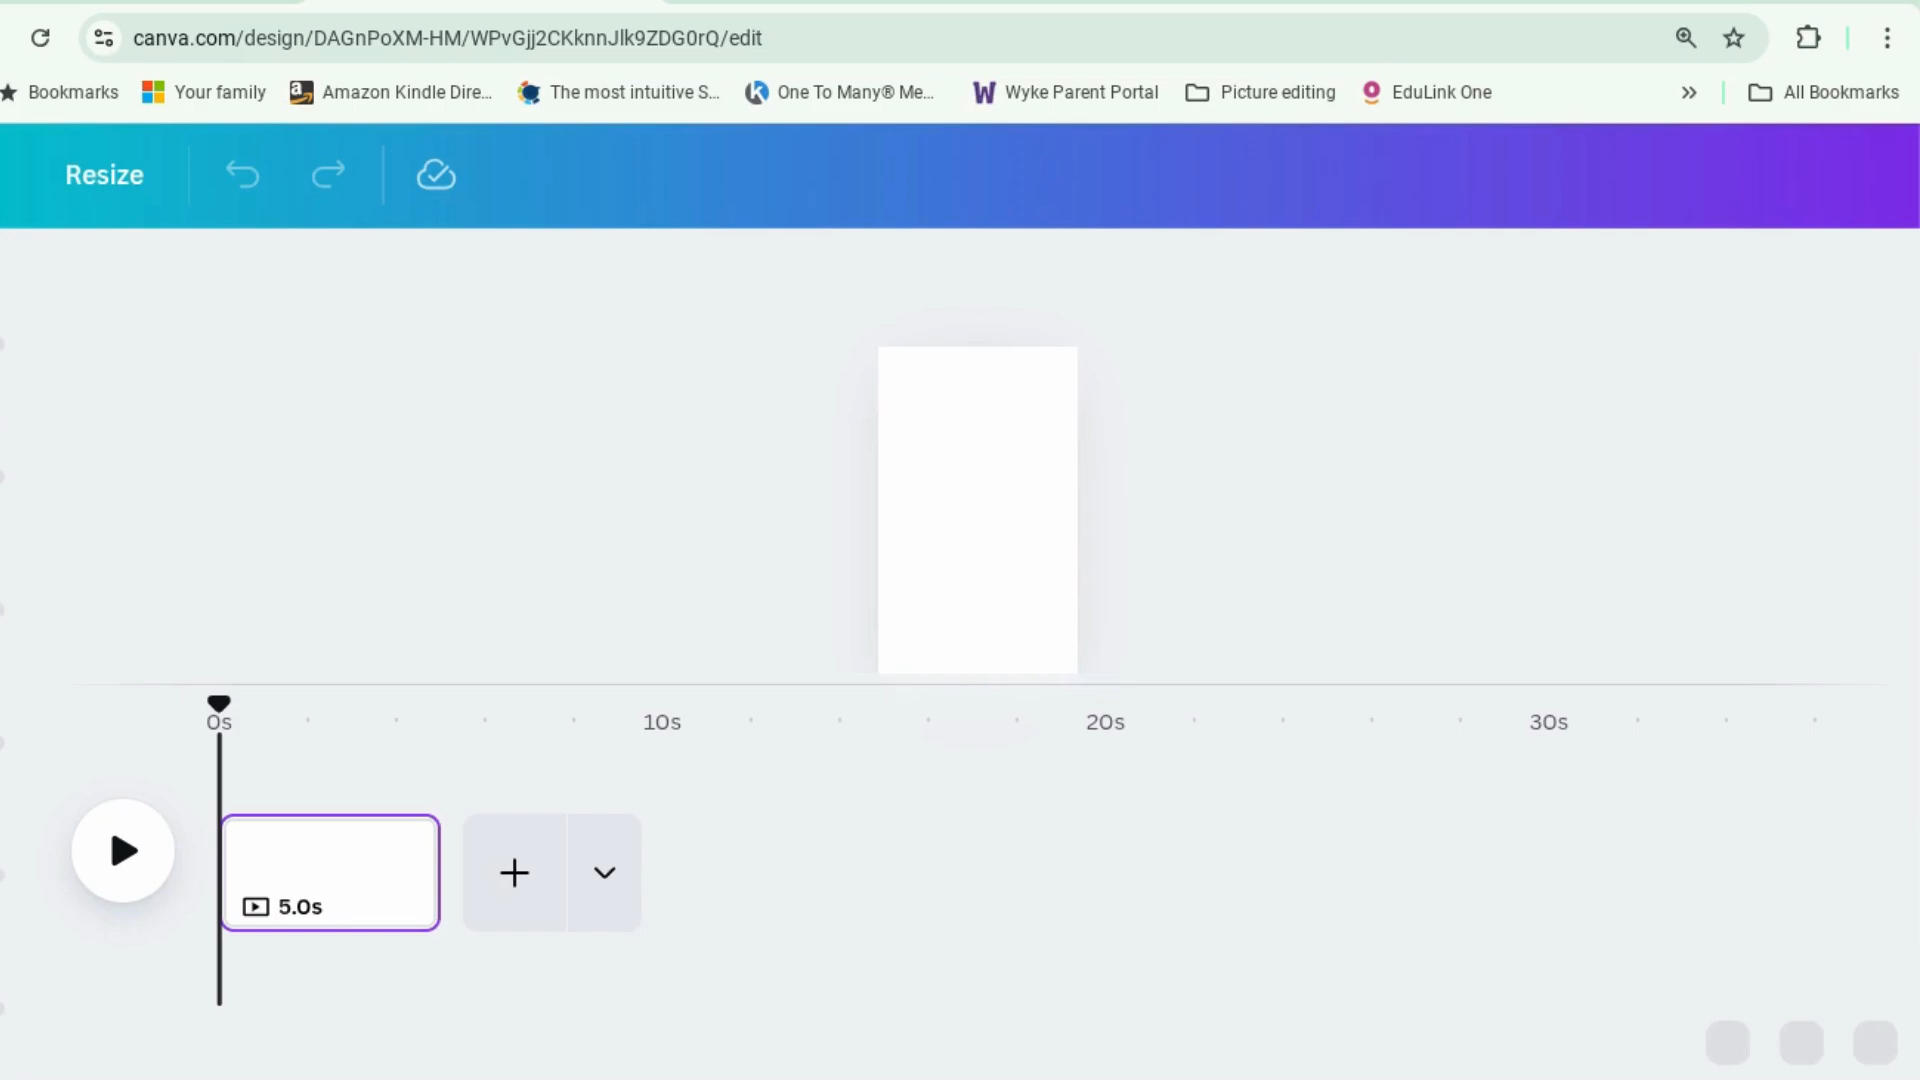 canva.com/design/DAGnPoXM-HM/WPvGjj2CKknnJlk9ZDG0rQ/edit
Bookmarks Your family Amazon Kindle Dire... The most intuitive S... One To Many® Me... Wyke Parent Portal Picture editing EduLink One All Bookmarks
Resize
0s 10s 20s 30s
5.0s